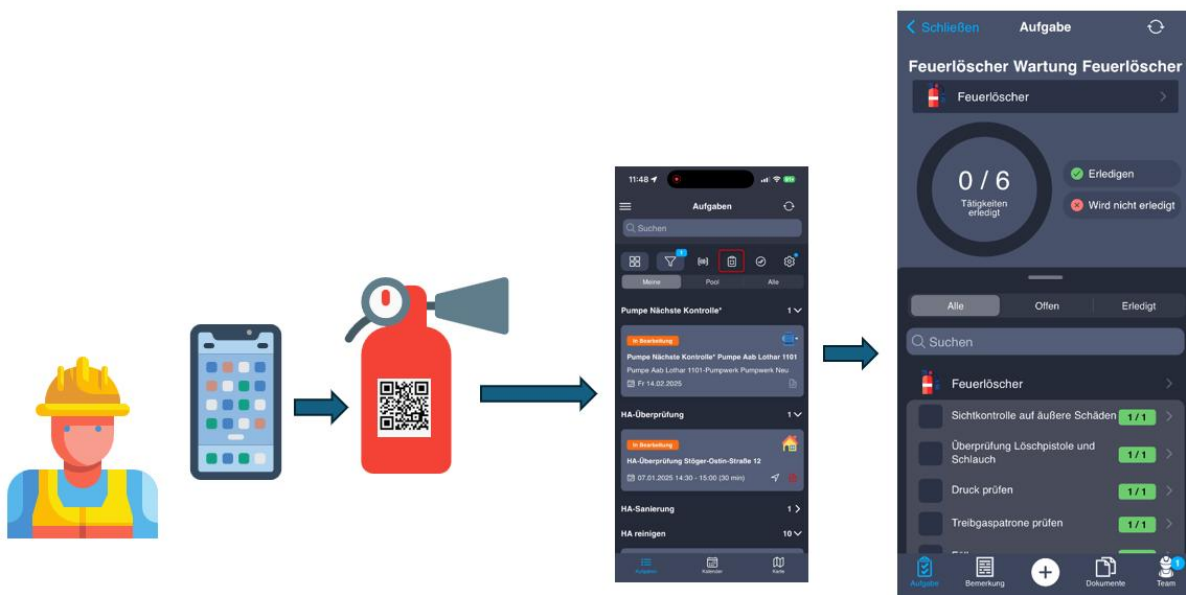 11:48
Aufgaben
Suchen
1
Meine Pool Alle
Pumpe Nächste Kontrolle* 1
In Bearbeitung
Pumpe Nächste Kontrolle* Pumpe Aab Lothar 1101
Pumpe Aab Lothar 1101-Pumpwerk Pumpwerk Neu
Fr 14.02.2025
HA-Überprüfung 1
In Bearbeitung
HA-Überprüfung Stöger-Ostin-Straße 12
07.01.2025 14:30 - 15:00 (30 min)
HA-Sanierung 1
HA reinigen 10
Aufgaben Kalender Karte
Schließen Aufgabe
Feuerlöscher Wartung Feuerlöscher
Feuerlöscher
0 / 6
Tätigkeiten
erledigt
Erledigen
Wird nicht erledigt
Alle Offen Erledigt
Suchen
Feuerlöscher
Sichtkontrolle auf äußere Schäden 1 / 1
Überprüfung Löschpistole und
Schlauch 1 / 1
Druck prüfen 1 / 1
Treibgaspatrone prüfen 1 / 1
Aufgabe Bemerkung Dokumente Team 1